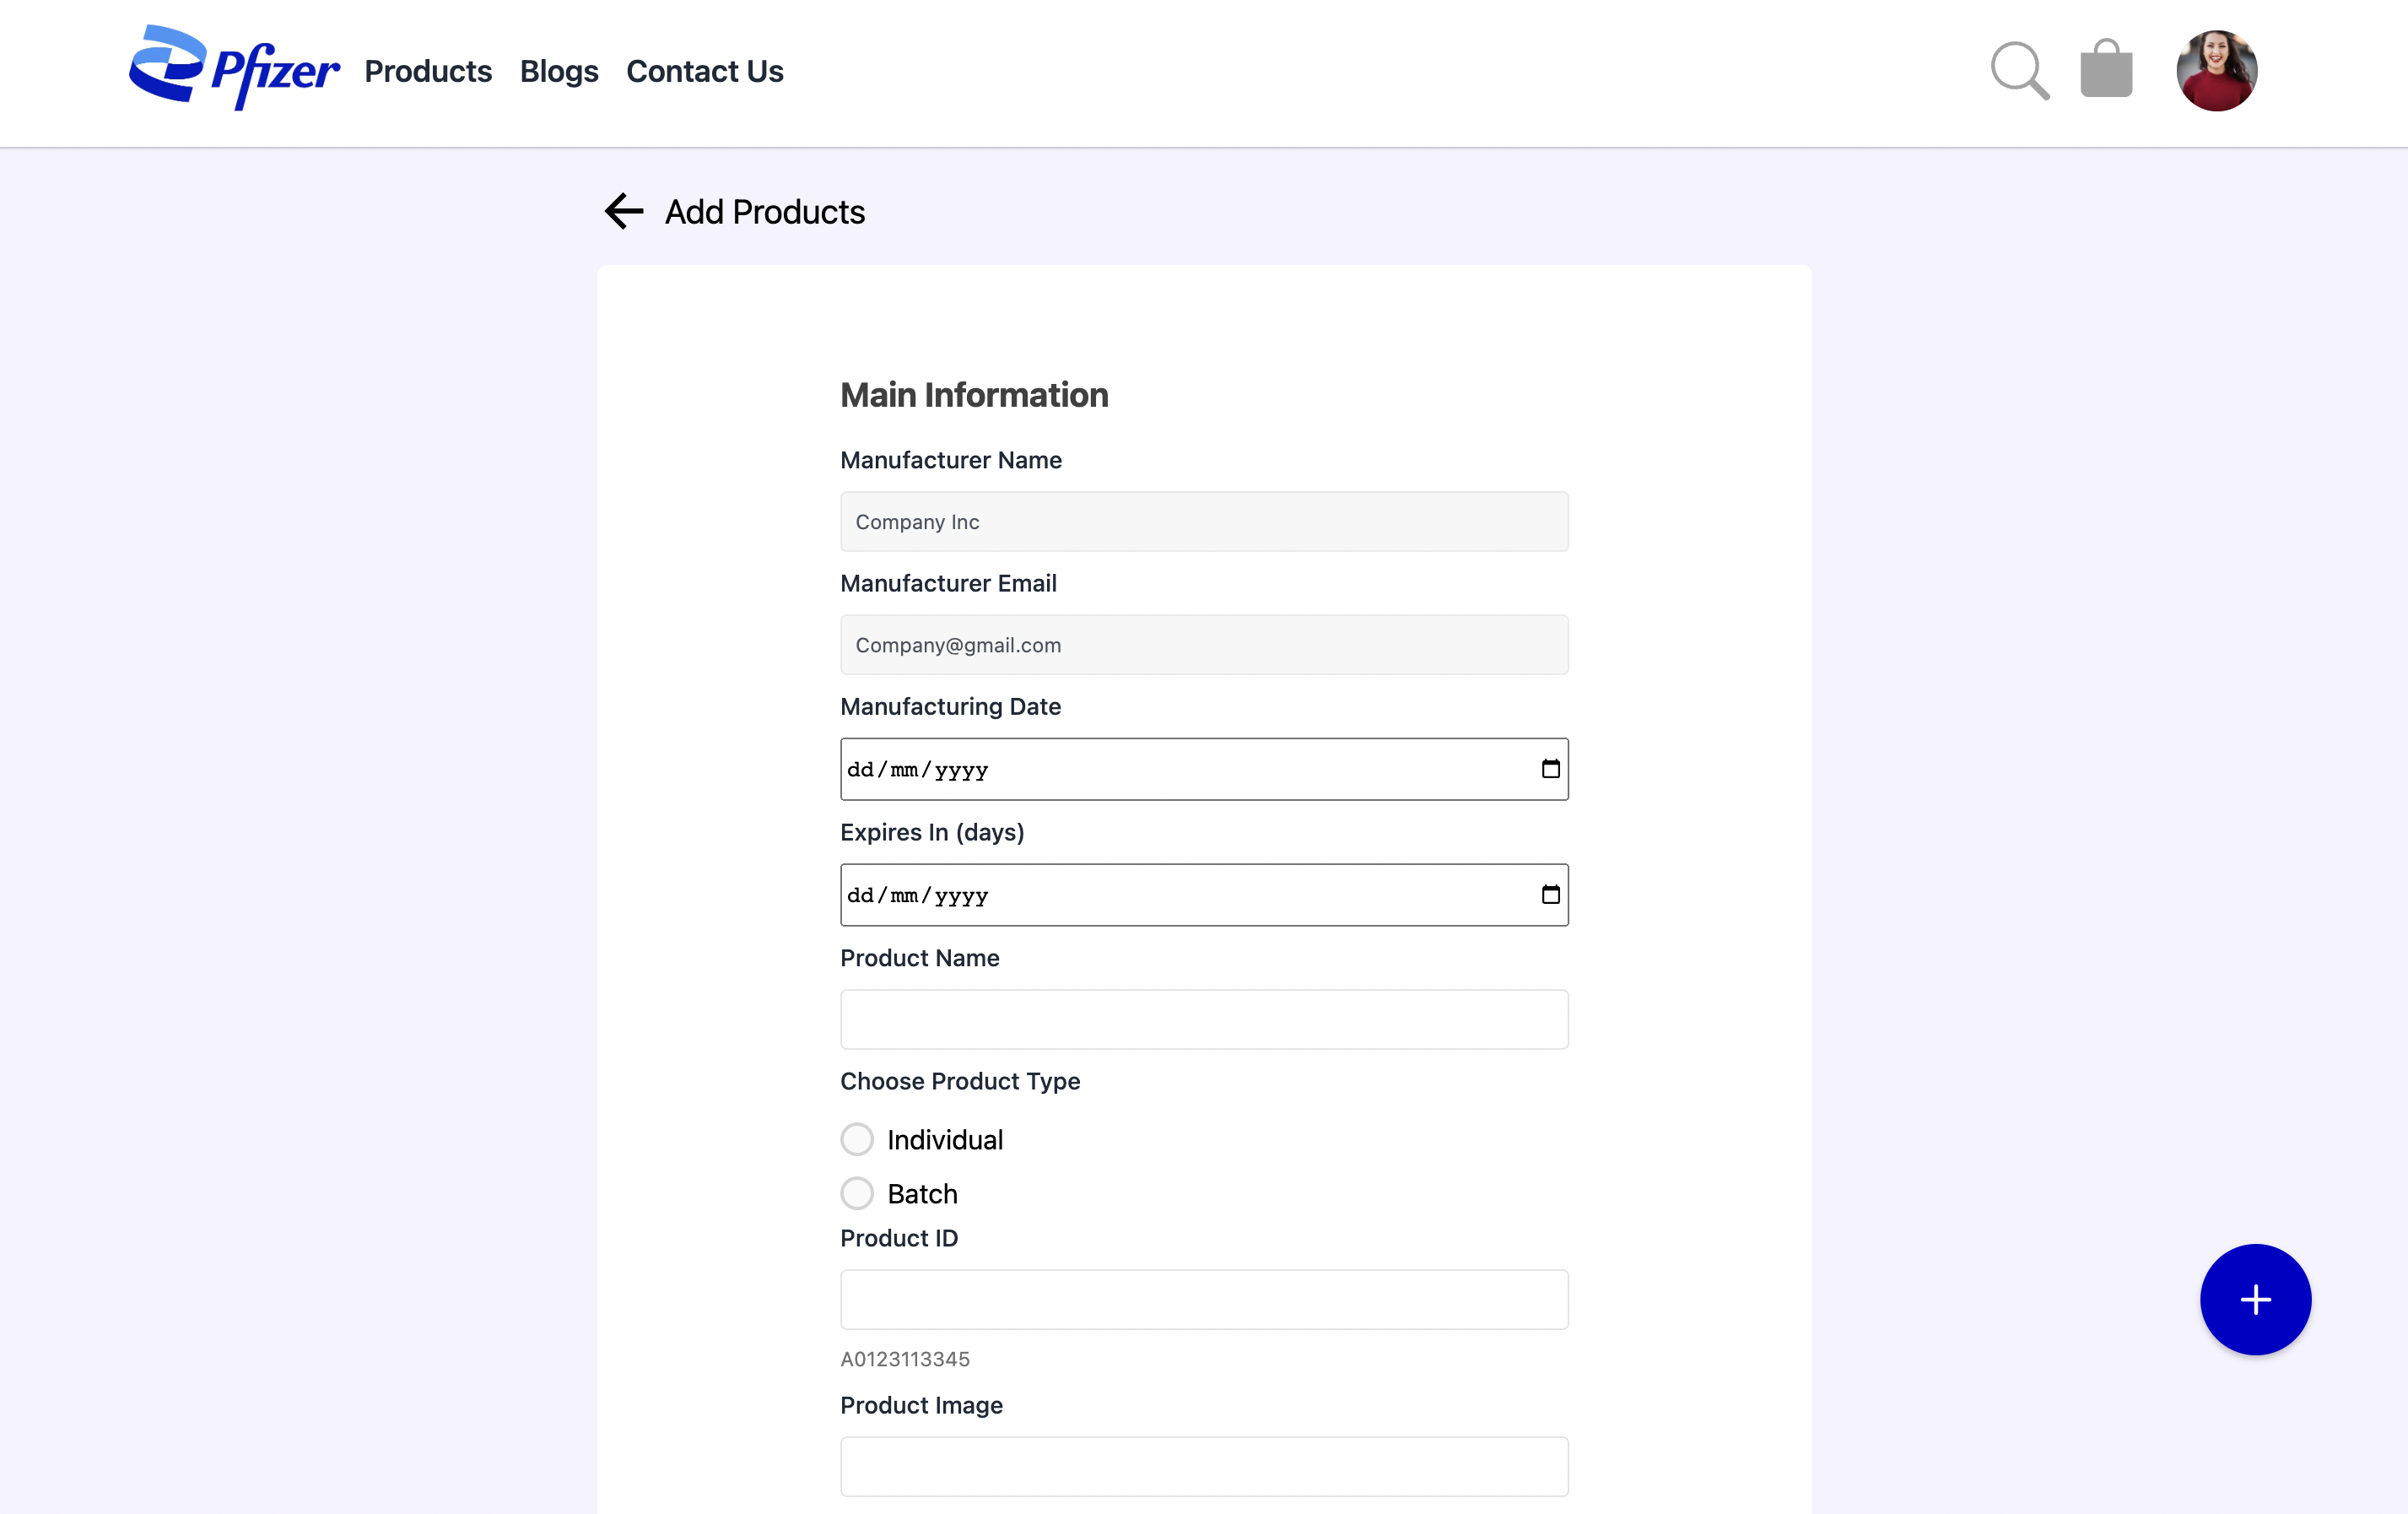 Pfizer Products Blogs Contact Us
Add Products
Main Information
Manufacturer Name
Company Inc
Manufacturer Email
Company@gmail.com
Manufacturing Date
dd/mm/yyyy
Expires In (days)
dd/mm/yyyy
Product Name
Choose Product Type
Individual
Batch
Product ID
A0123113345
Product Image